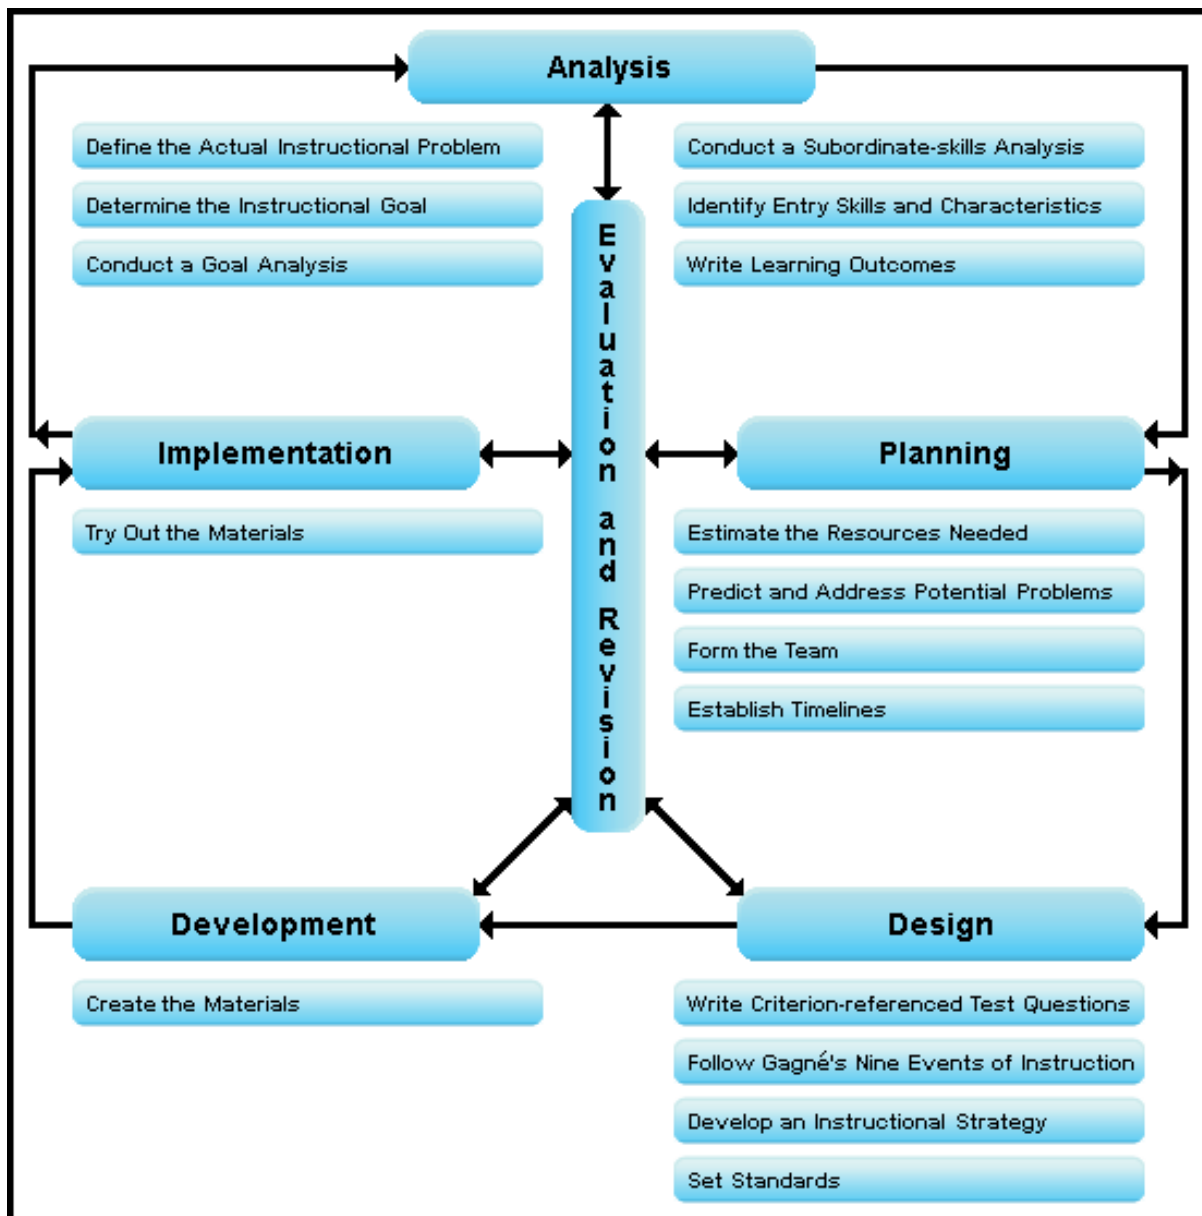 Analysis
Define the Actual Instructional Problem
Determine the Instructional Goal
Conduct a Goal Analysis
Conduct a Subordinate-skills Analysis
Identify Entry Skills and Characteristics
Write Learning Outcomes
Evaluation and Revision
Implementation
Try Out the Materials
Planning
Estimate the Resources Needed
Predict and Address Potential Problems
Form the Team
Establish Timelines
Development
Create the Materials
Design
Write Criterion-referenced Test Questions
Follow Gagné's Nine Events of Instruction
Develop an Instructional Strategy
Set Standards